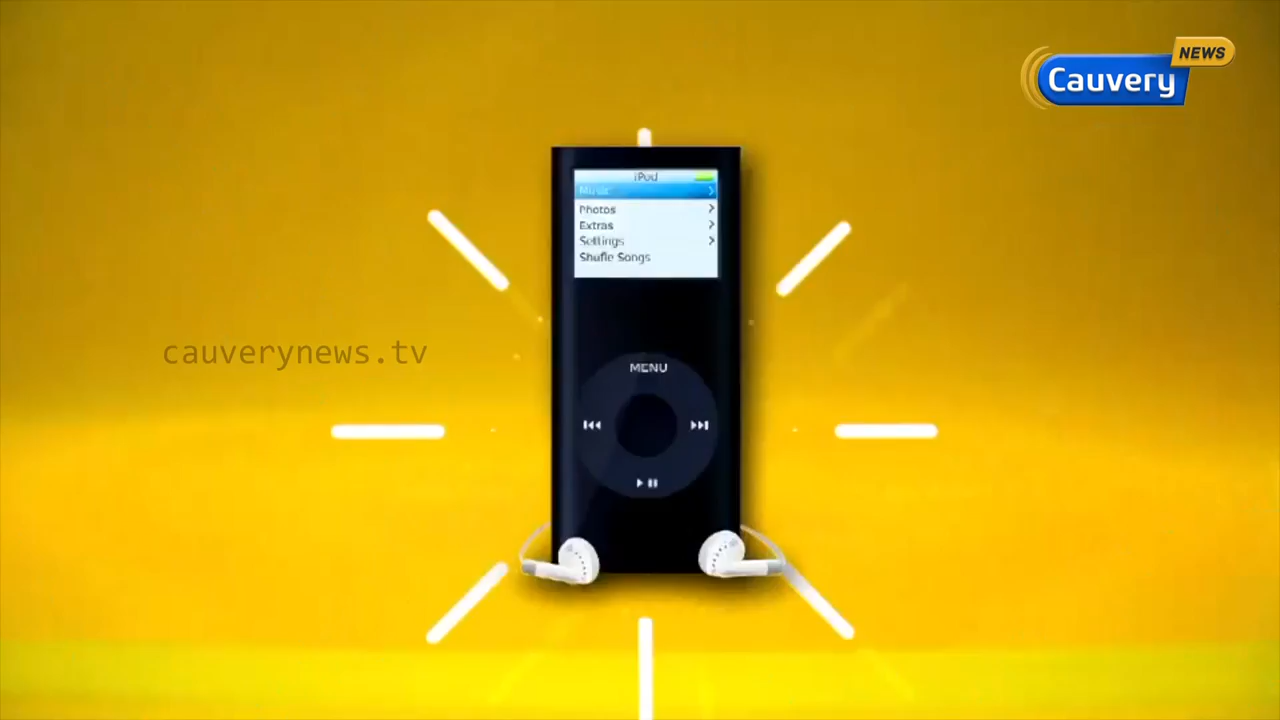 NEWS
Cauvery
iPod
Music
Photos
Extras
Settings
Shufle Songs
cauverynews.tv
MENU